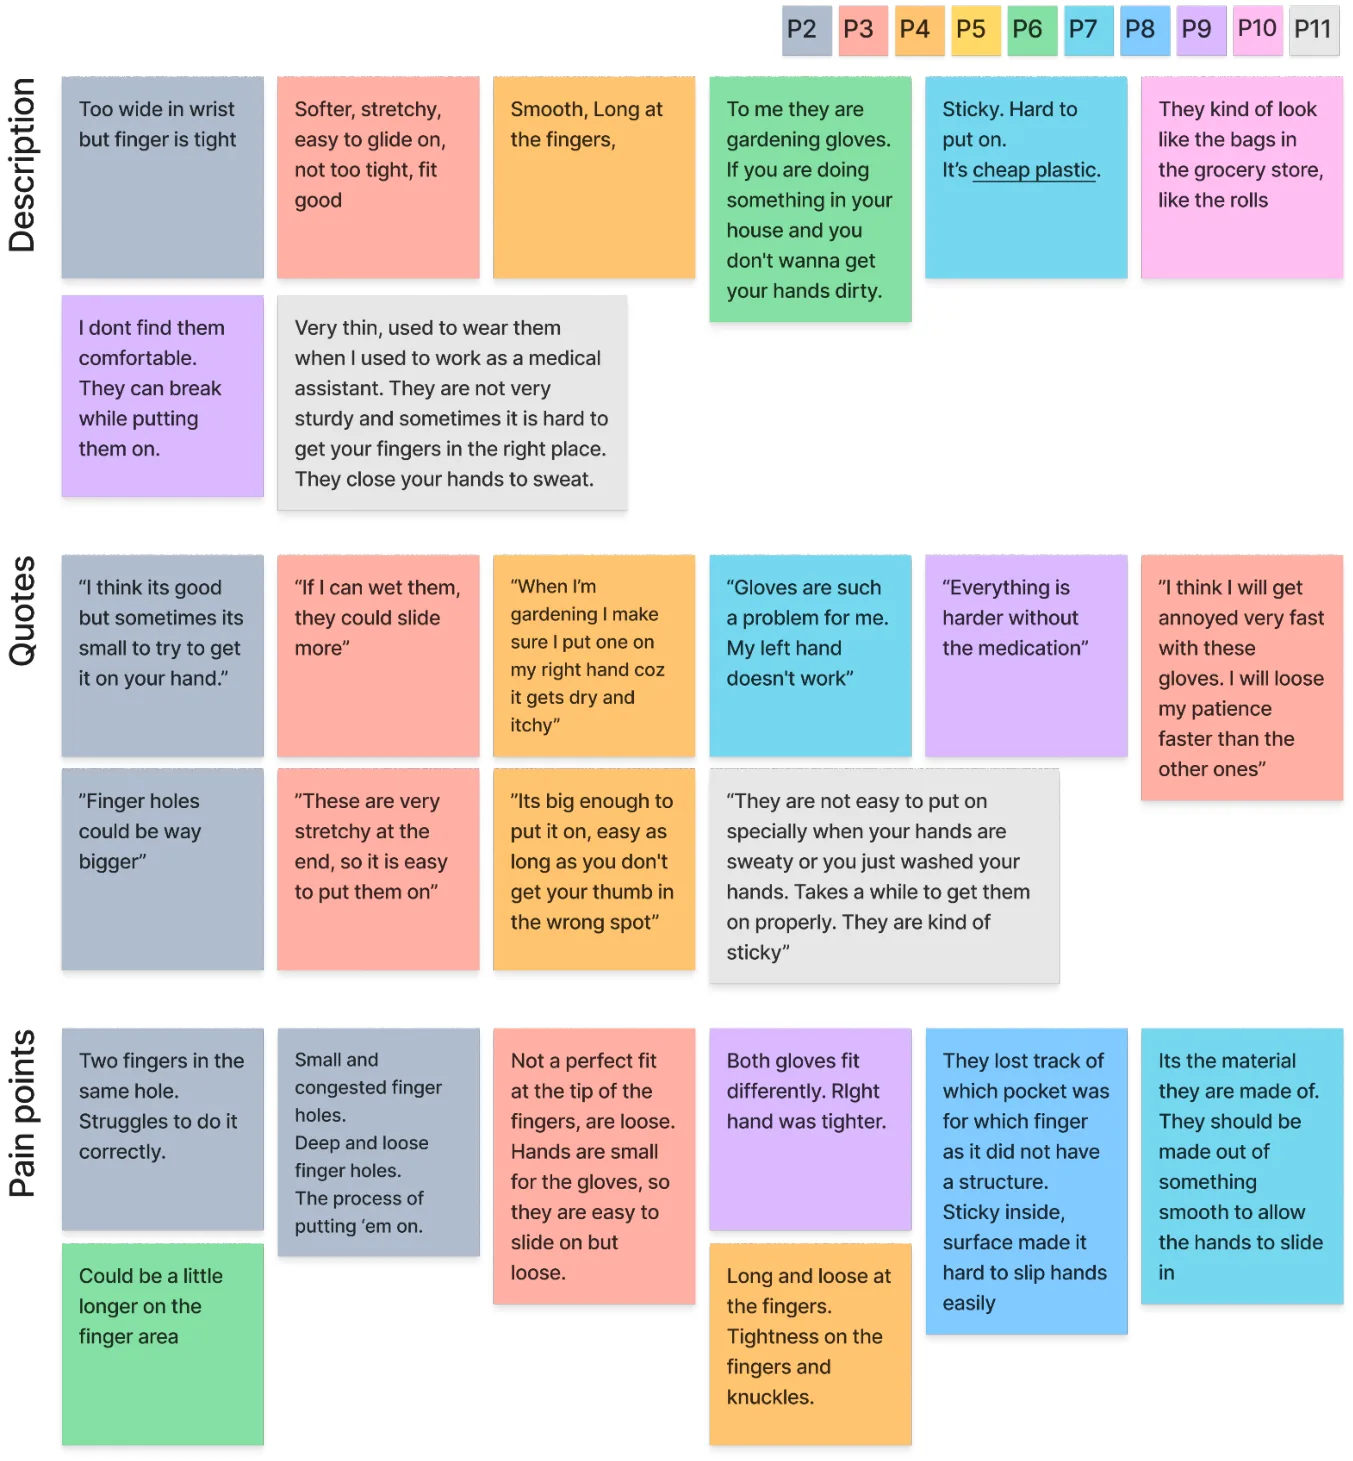 P2 P3 P4 P5 P6 P7 P8 P9 P10 P11
Description
Too wide in wrist
but finger is tight
Softer, stretchy,
easy to glide on,
not too tight, fit
good
Smooth, Long at
the fingers,
To me they are
gardening gloves.
If you are doing
something in your
house and you
don't wanna get
your hands dirty.
Sticky. Hard to
put on.
It’s cheap plastic.
They kind of look
like the bags in
the grocery store,
like the rolls
I dont find them
comfortable.
They can break
while putting
them on.
Very thin, used to wear them
when I used to work as a medical
assistant. They are not very
sturdy and sometimes it is hard to
get your fingers in the right place.
They close your hands to sweat.
Quotes
“I think its good
but sometimes its
small to try to get
it on your hand.”
“If I can wet them,
they could slide
more”
“When I’m
gardening I make
sure I put one on
my right hand coz
it gets dry and
itchy”
“Gloves are such
a problem for me.
My left hand
doesn't work”
“Everything is
harder without
the medication”
”I think I will get
annoyed very fast
with these
gloves. I will loose
my patience
faster than the
other ones”
”Finger holes
could be way
bigger”
”These are very
stretchy at the
end, so it is easy
to put them on”
”Its big enough to
put it on, easy as
long as you don't
get your thumb in
the wrong spot”
“They are not easy to put on
specially when your hands are
sweaty or you just washed your
hands. Takes a while to get them
on properly. They are kind of
sticky”
Pain points
Two fingers in the
same hole.
Struggles to do it
correctly.
Small and
congested finger
holes.
Deep and loose
finger holes.
The process of
putting ‘em on.
Not a perfect fit
at the tip of the
fingers, are loose.
Hands are small
for the gloves, so
they are easy to
slide on but
loose.
Both gloves fit
differently. RIght
hand was tighter.
They lost track of
which pocket was
for which finger
as it did not have
a structure.
Sticky inside,
surface made it
hard to slip hands
easily
Its the material
they are made of.
They should be
made out of
something
smooth to allow
the hands to slide
in
Could be a little
longer on the
finger area
Long and loose at
the fingers.
Tightness on the
fingers and
knuckles.